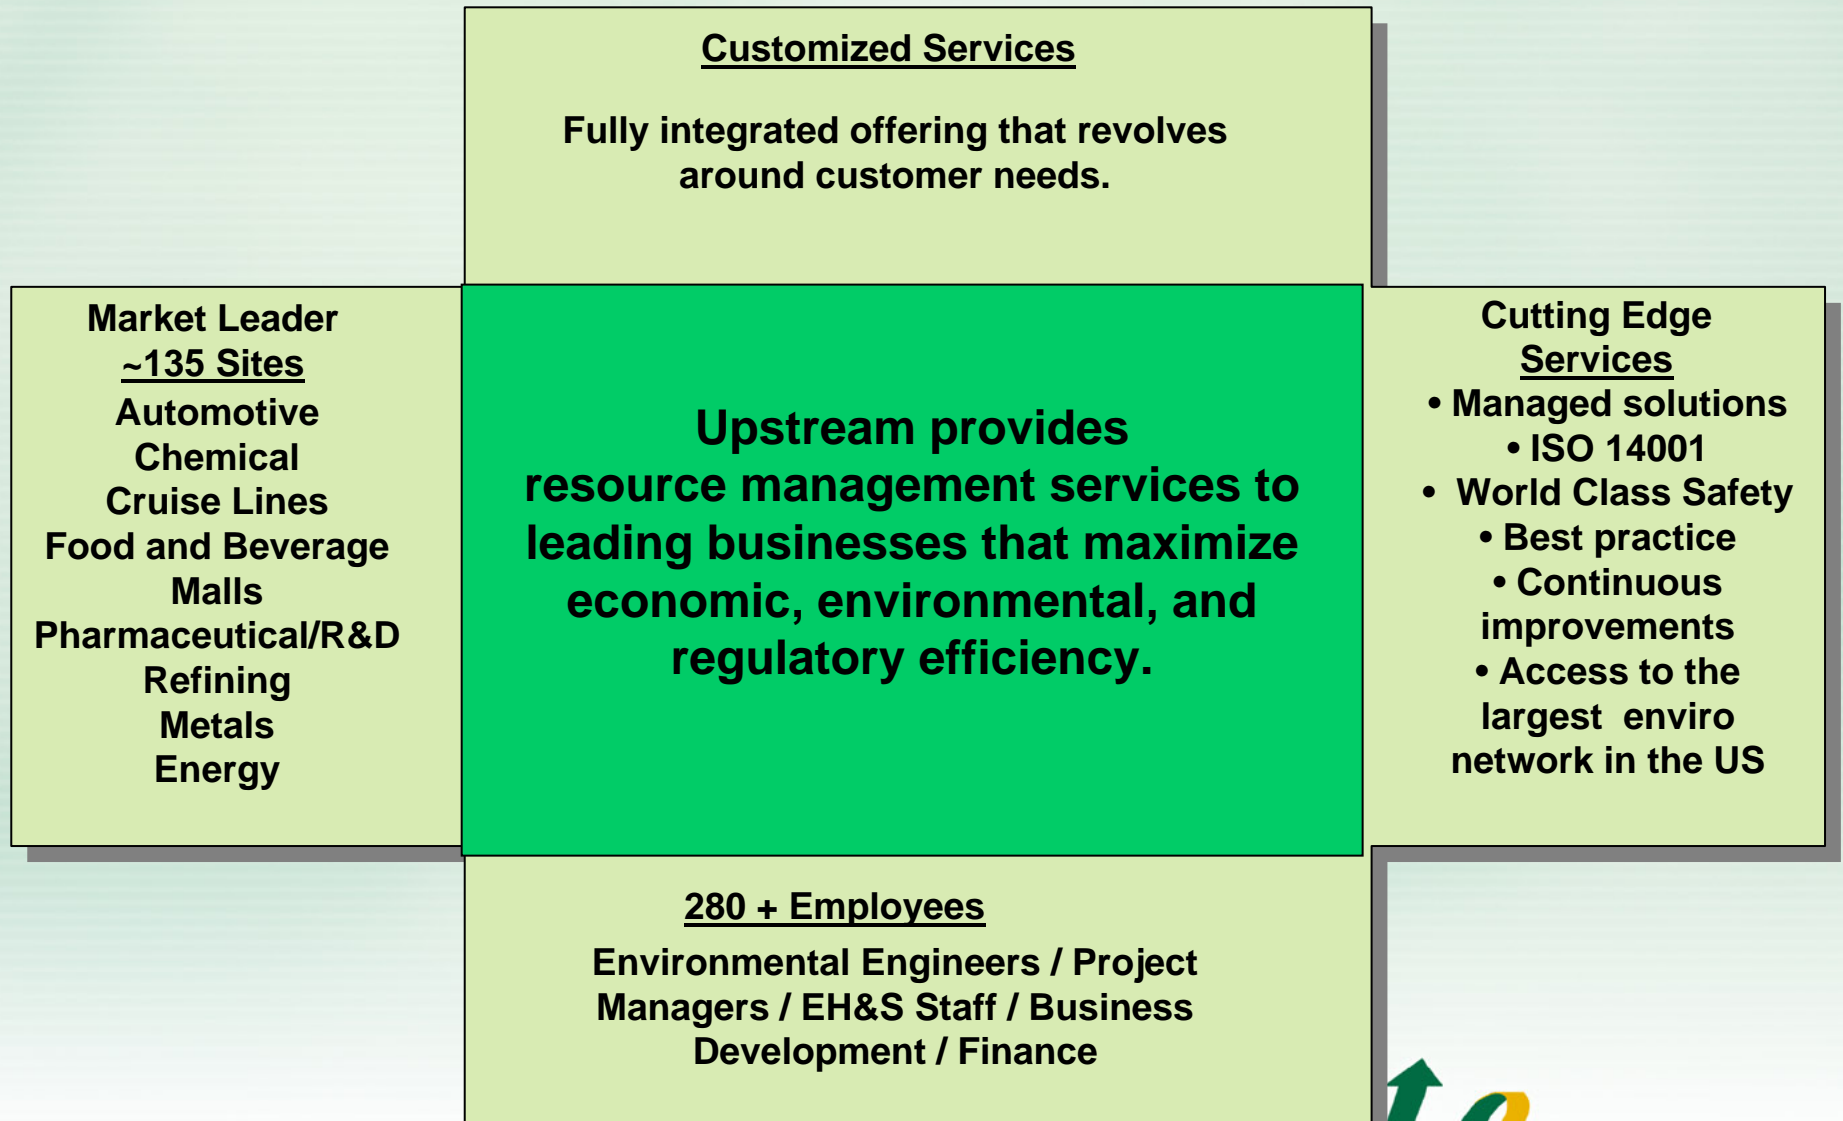 Customized Services
Fully integrated offering that revolves
around customer needs.
Market Leader
~135 Sites
Automotive
Chemical
Cruise Lines
Food and Beverage
Malls
Pharmaceutical/R&D
Refining
Metals
Energy
Upstream provides
resource management services to
leading businesses that maximize
economic, environmental, and
regulatory efficiency.
Cutting Edge
Services
• Managed solutions
• ISO 14001
• World Class Safety
• Best practice
• Continuous
improvements
• Access to the
largest enviro
network in the US
280 + Employees
Environmental Engineers / Project
Managers / EH&S Staff / Business
Development / Finance